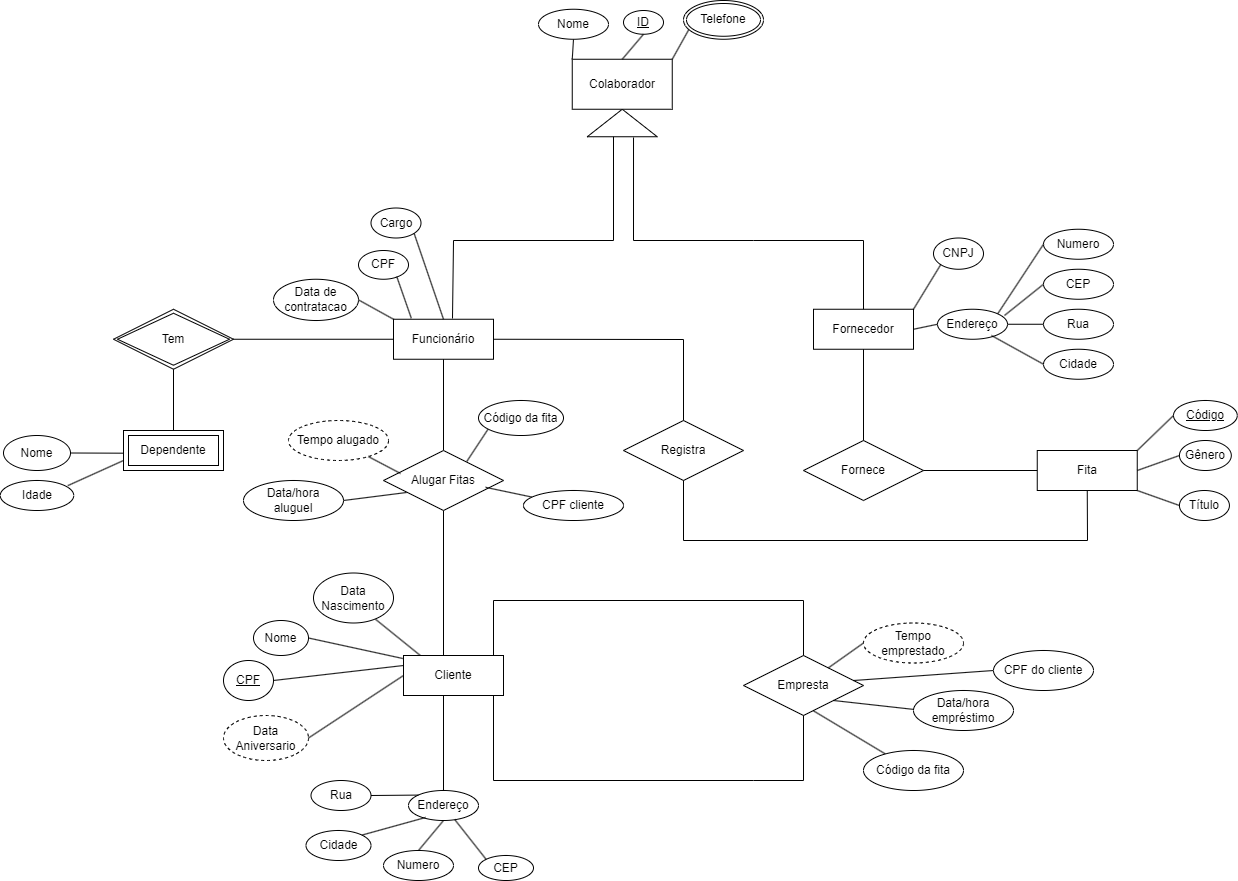 Nome
ID
Telefone
Colaborador
Cargo
CPF
Data de
contratacao
Funcionário
Tem
Dependente
Nome
Idade
CNPJ
Fornecedor
Endereço
Numero
CEP
Rua
Cidade
Tempo alugado
Código da fita
Alugar Fitas
Data/hora
aluguel
CPF cliente
Registra
Fornece
Fita
Código
Gênero
Título
Data
Nascimento
Nome
CPF
Data
Aniversario
Cliente
Tempo
emprestado
Empresta
CPF do cliente
Data/hora
empréstimo
Código da fita
Endereço
Rua
Cidade
Numero
CEP